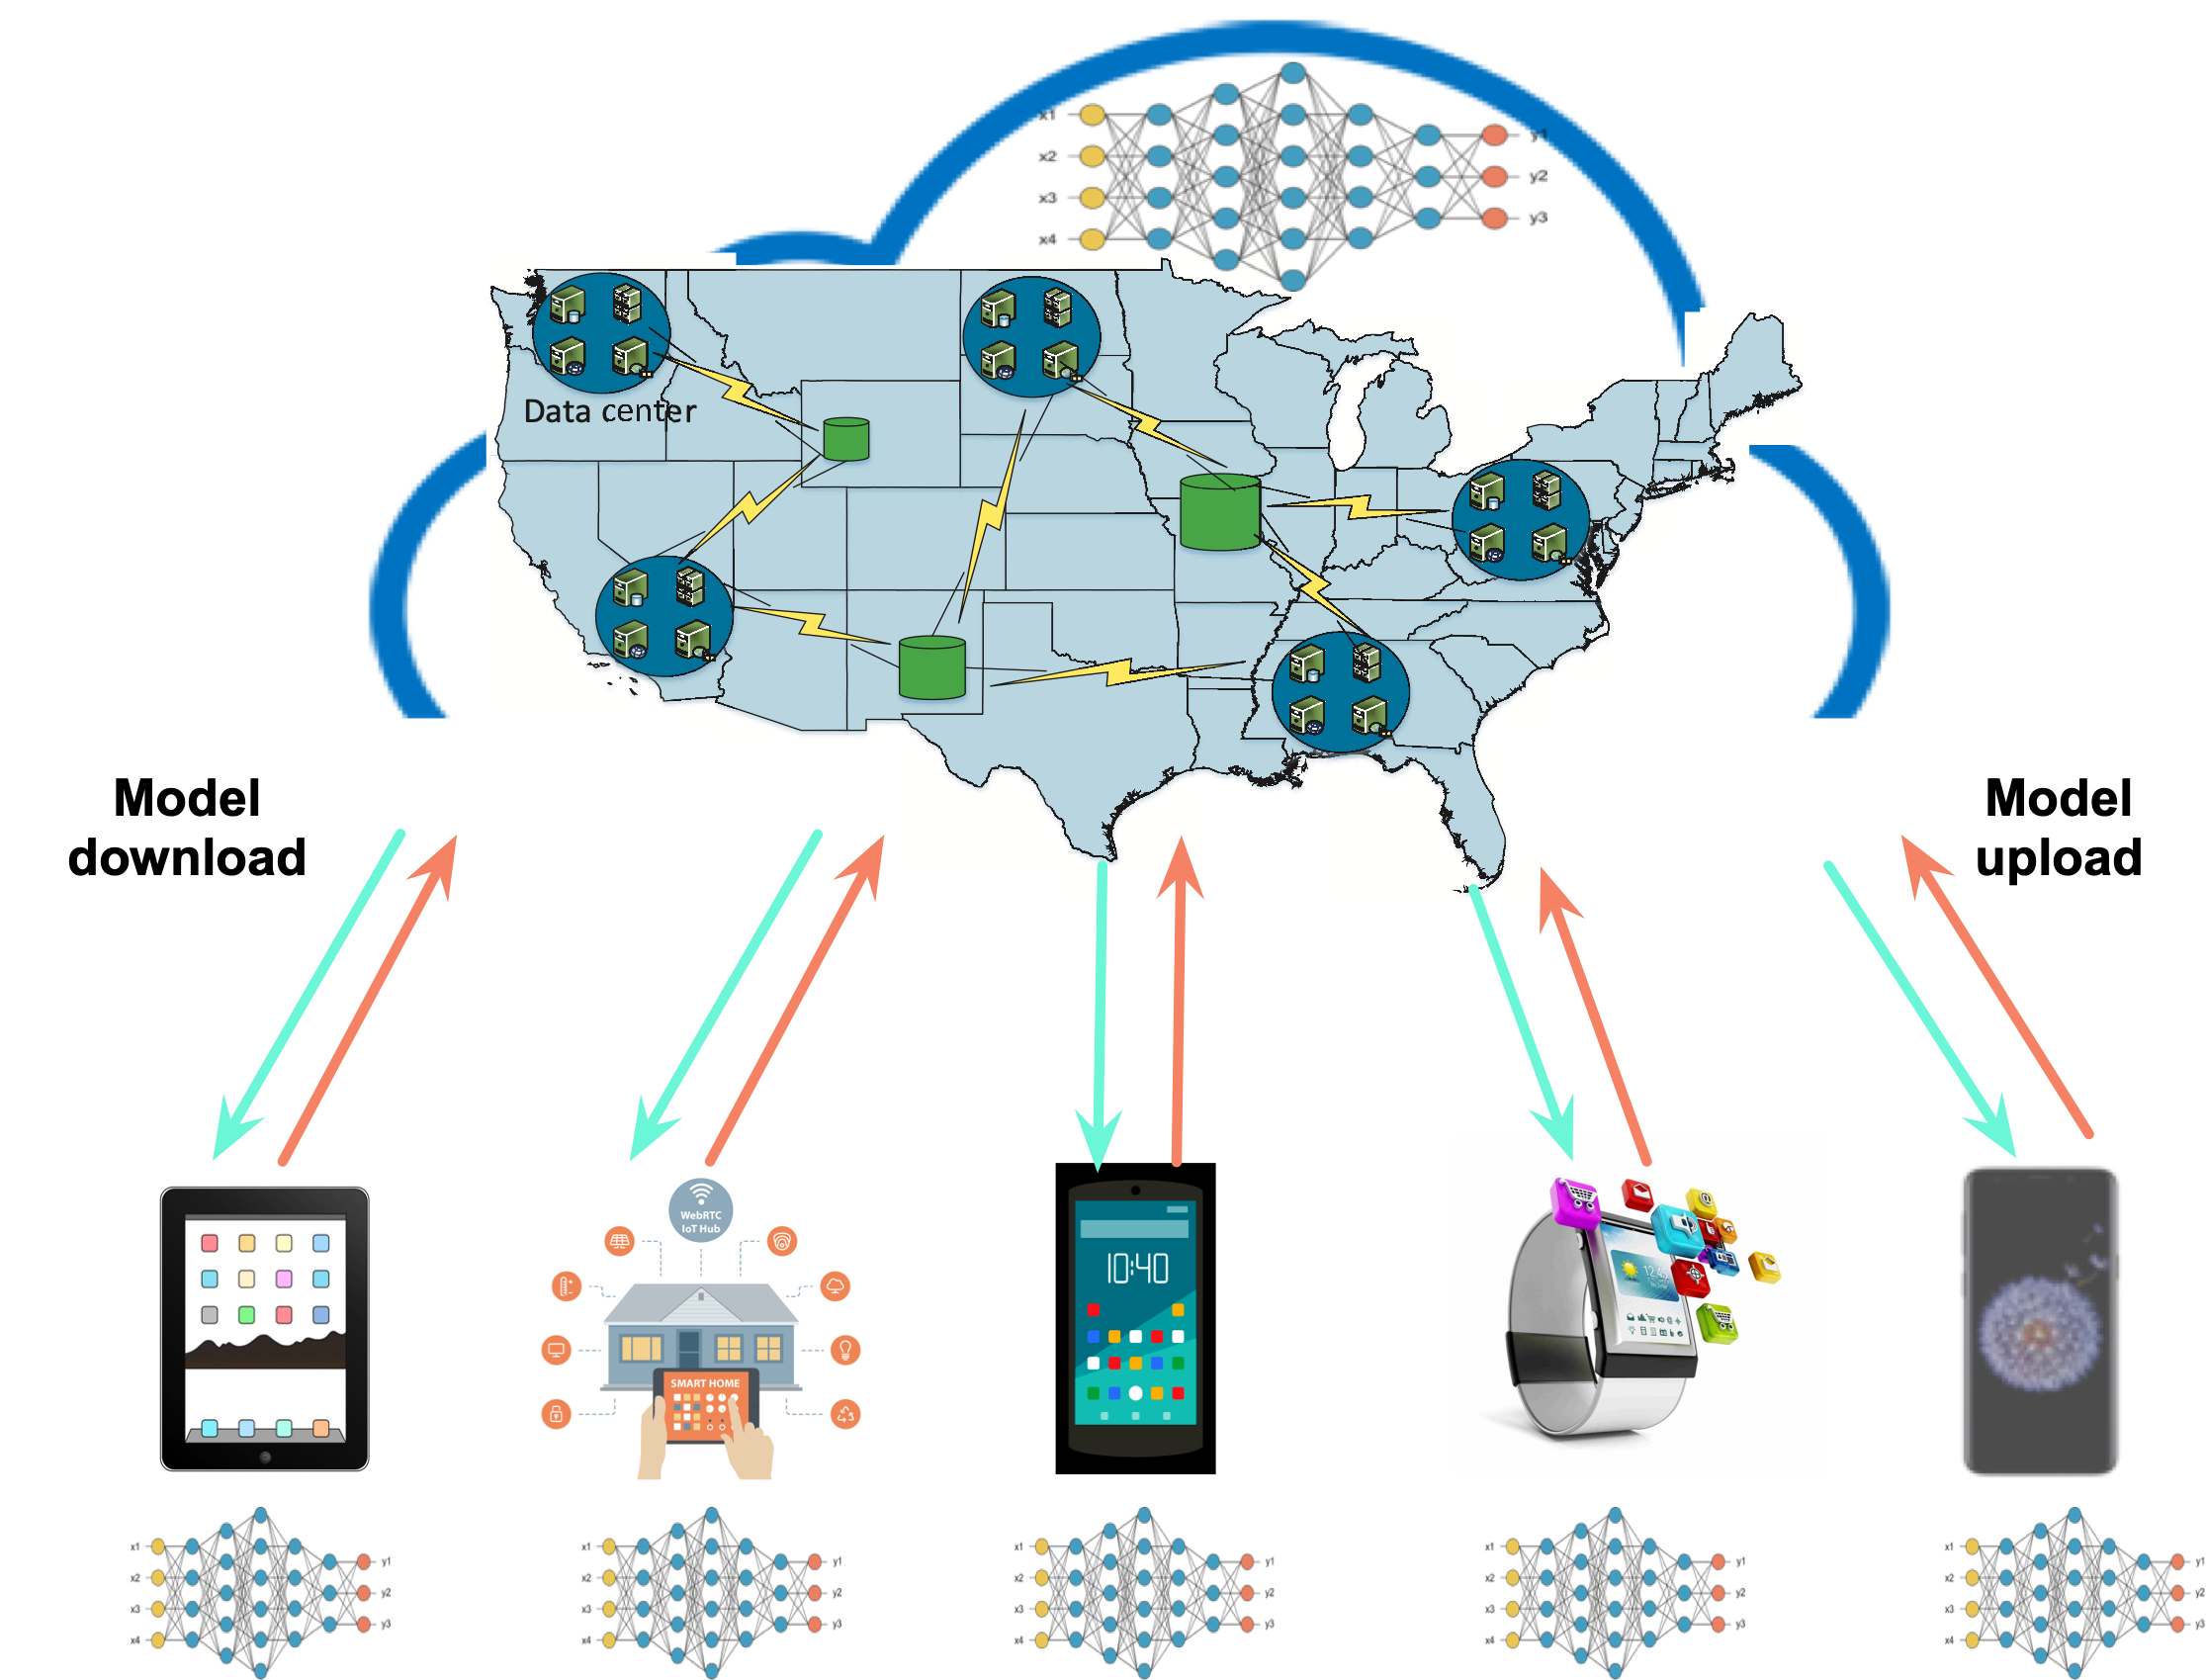 x1
x2
x3
x4
y1
y2
y3
Data center
Model
download
Model
upload
WebRTC
IoT Hub
SMART HOME
10:40
x1
x2
x3
x4
y1
y2
y3
x1
x2
x3
x4
y1
y2
y3
x1
x2
x3
x4
y1
y2
y3
x1
x2
x3
x4
y1
y2
y3
x1
x2
x3
x4
y1
y2
y3